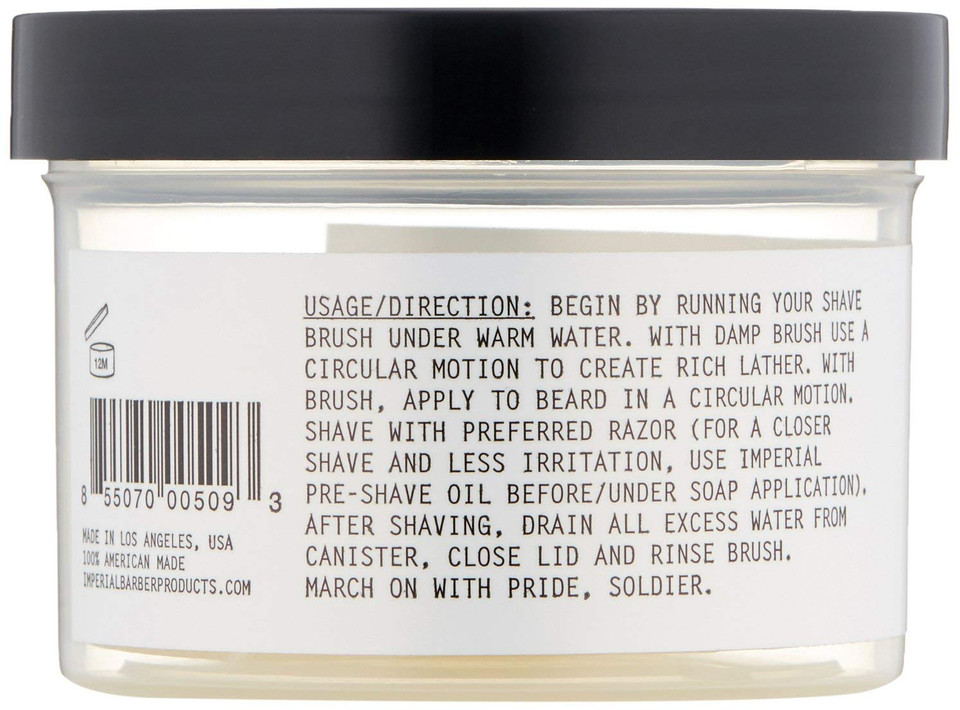 USAGE/DIRECTION: BEGIN BY RUNNING YOUR SHAVE
BRUSH UNDER WARM WATER. WITH DAMP BRUSH USE A
CIRCULAR MOTION TO CREATE RICH LATHER. WITH
BRUSH, APPLY TO BEARD IN A CIRCULAR MOTION.
SHAVE WITH PREFERRED RAZOR (FOR A CLOSER
SHAVE AND LESS IRRITATION, USE IMPERIAL
PRE-SHAVE OIL BEFORE/UNDER SOAP APPLICATION).
AFTER SHAVING, DRAIN ALL EXCESS WATER FROM
CANISTER, CLOSE LID AND RINSE BRUSH.
MARCH ON WITH PRIDE, SOLDIER.
12M
8 55070 00509 3
MADE IN LOS ANGELES, USA
100% AMERICAN MADE
IMPERIALBARBERPRODUCTS.COM